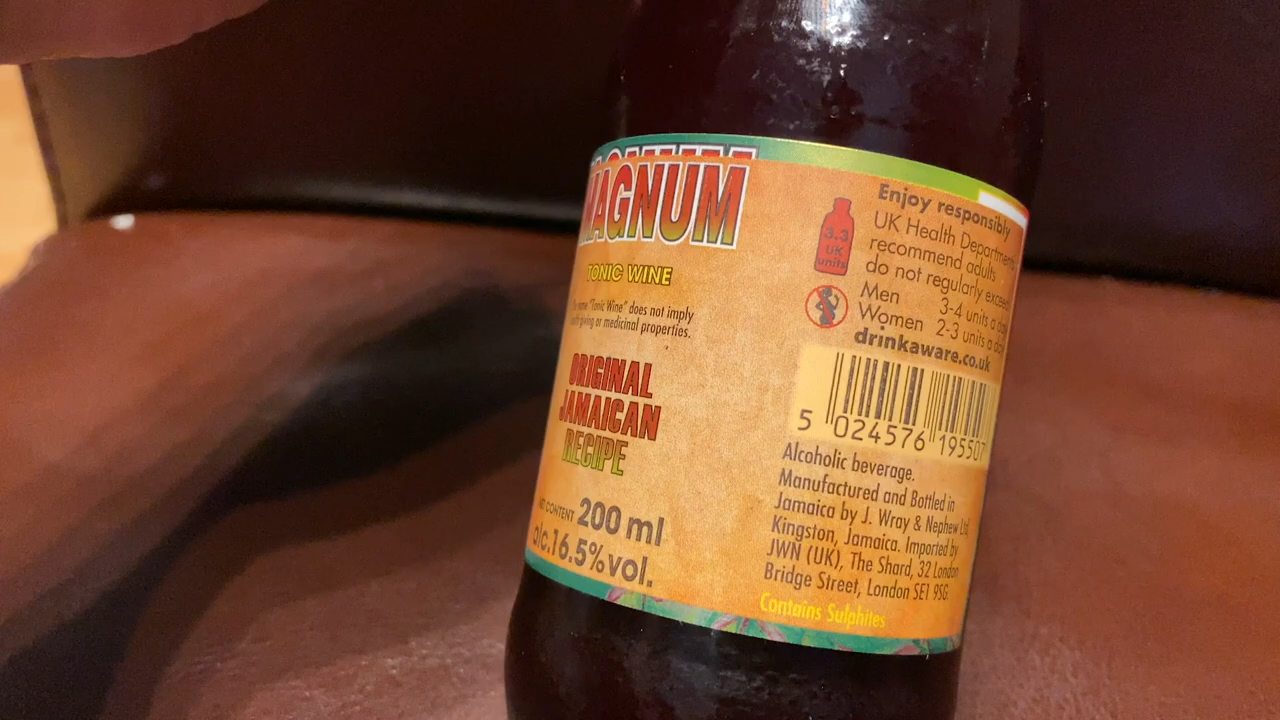 MAGNUM
TONIC WINE
name "Tonic Wine" does not imply
giving or medicinal properties.
ORIGINAL
JAMAICAN
RECIPE
NET CONTENT 200 ml
alc.16.5%vol.
Enjoy responsibly
3.3
UK
units
UK Health Departments
recommend adults
do not regularly exceed
Men 3-4 units a day
Women 2-3 units a day
drinkaware.co.uk
5 024576 195507
Alcoholic beverage.
Manufactured and Bottled in
Jamaica by J. Wray & Nephew Ltd,
Kingston, Jamaica. Imported by
JWN (UK), The Shard, 32 London
Bridge Street, London SE1 9SG.
Contains Sulphites